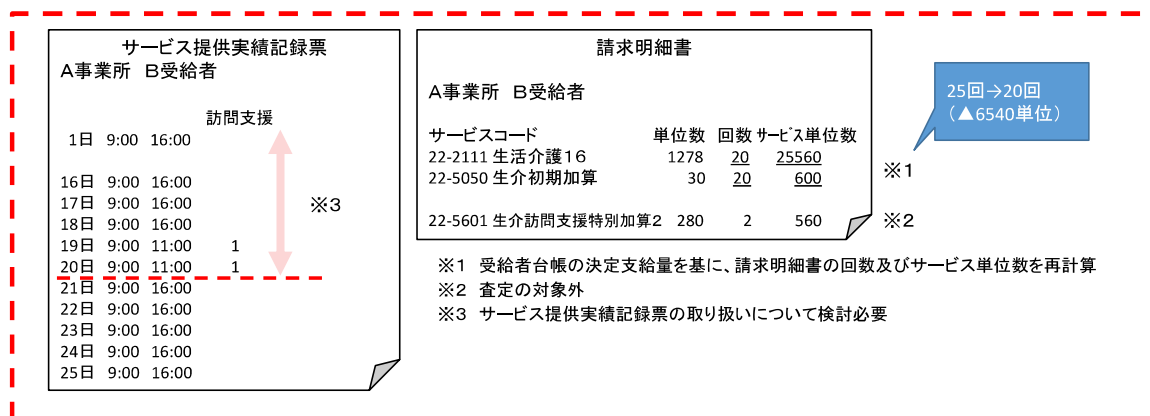 サービス提供実績記録票
A事業所 B受給者
訪問支援
1日 9:00 16:00
16日 9:00 16:00
17日 9:00 16:00
18日 9:00 16:00
19日 9:00 11:00 1
20日 9:00 11:00 1
21日 9:00 16:00
22日 9:00 16:00
23日 9:00 16:00
24日 9:00 16:00
25日 9:00 16:00
※3
請求明細書
A事業所 B受給者
サービスコード 単位数 回数 サービス単位数
22-2111 生活介護16 1278 20 25560
22-5050 生介初期加算 30 20 600
22-5601 生介訪問支援特別加算2 280 2 560
※1
※2
25回→20回
（▲6540単位）
※1 受給者台帳の決定支給量を基に、請求明細書の回数及びサービス単位数を再計算
※2 査定の対象外
※3 サービス提供実績記録票の取り扱いについて検討必要